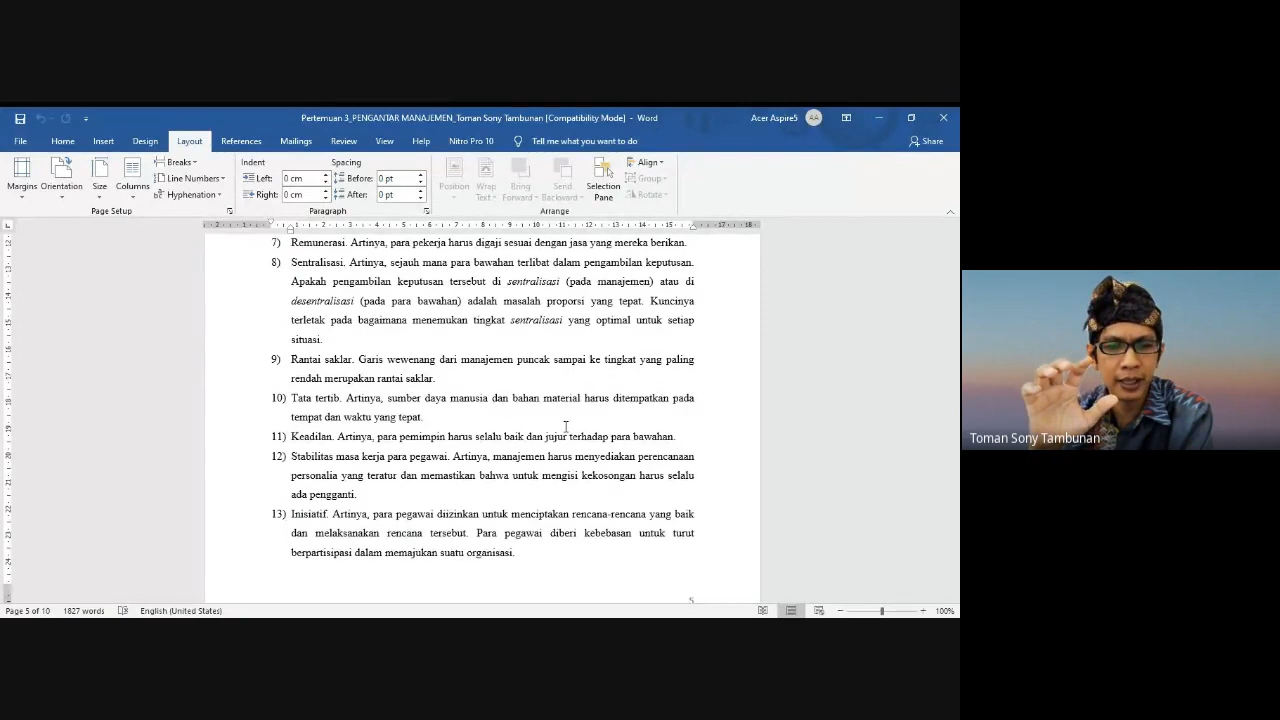 Pertemuan 3_PENGANTAR MANAJEMEN_Toman Sony Tambunan [Compatibility Mode] - Word
Acer Aspire5
AA
File Home Insert Design Layout References Mailings Review View Help Nitro Pro 10 Tell me what you want to do Share
Margins
Orientation
Size
Columns
Breaks
Line Numbers
Hyphenation
Page Setup
Indent
Left: 0 cm
Right: 0 cm
Spacing
Before: 0 pt
After: 0 pt
Paragraph
Position
Wrap
Text
Bring
Forward
Send
Backward
Selection
Pane
Align
Group
Rotate
Arrange
7) Remunerasi. Artinya, para pekerja harus digaji sesuai dengan jasa yang mereka berikan.
8) Sentralisasi. Artinya, sejauh mana para bawahan terlibat dalam pengambilan keputusan.
Apakah pengambilan keputusan tersebut di sentralisasi (pada manajemen) atau di
desentralisasi (pada para bawahan) adalah masalah proporsi yang tepat. Kuncinya
terletak pada bagaimana menemukan tingkat sentralisasi yang optimal untuk setiap
situasi.
9) Rantai saklar. Garis wewenang dari manajemen puncak sampai ke tingkat yang paling
rendah merupakan rantai saklar.
10) Tata tertib. Artinya, sumber daya manusia dan bahan material harus ditempatkan pada
tempat dan waktu yang tepat.
11) Keadilan. Artinya, para pemimpin harus selalu baik dan jujur terhadap para bawahan.
12) Stabilitas masa kerja para pegawai. Artinya, manajemen harus menyediakan perencanaan
personalia yang teratur dan memastikan bahwa untuk mengisi kekosongan harus selalu
ada pengganti.
13) Inisiatif. Artinya, para pegawai diizinkan untuk menciptakan rencana-rencana yang baik
dan melaksanakan rencana tersebut. Para pegawai diberi kebebasan untuk turut
berpartisipasi dalam memajukan suatu organisasi.
5
Page 5 of 10 1827 words English (United States) 100%
Toman Sony Tambunan